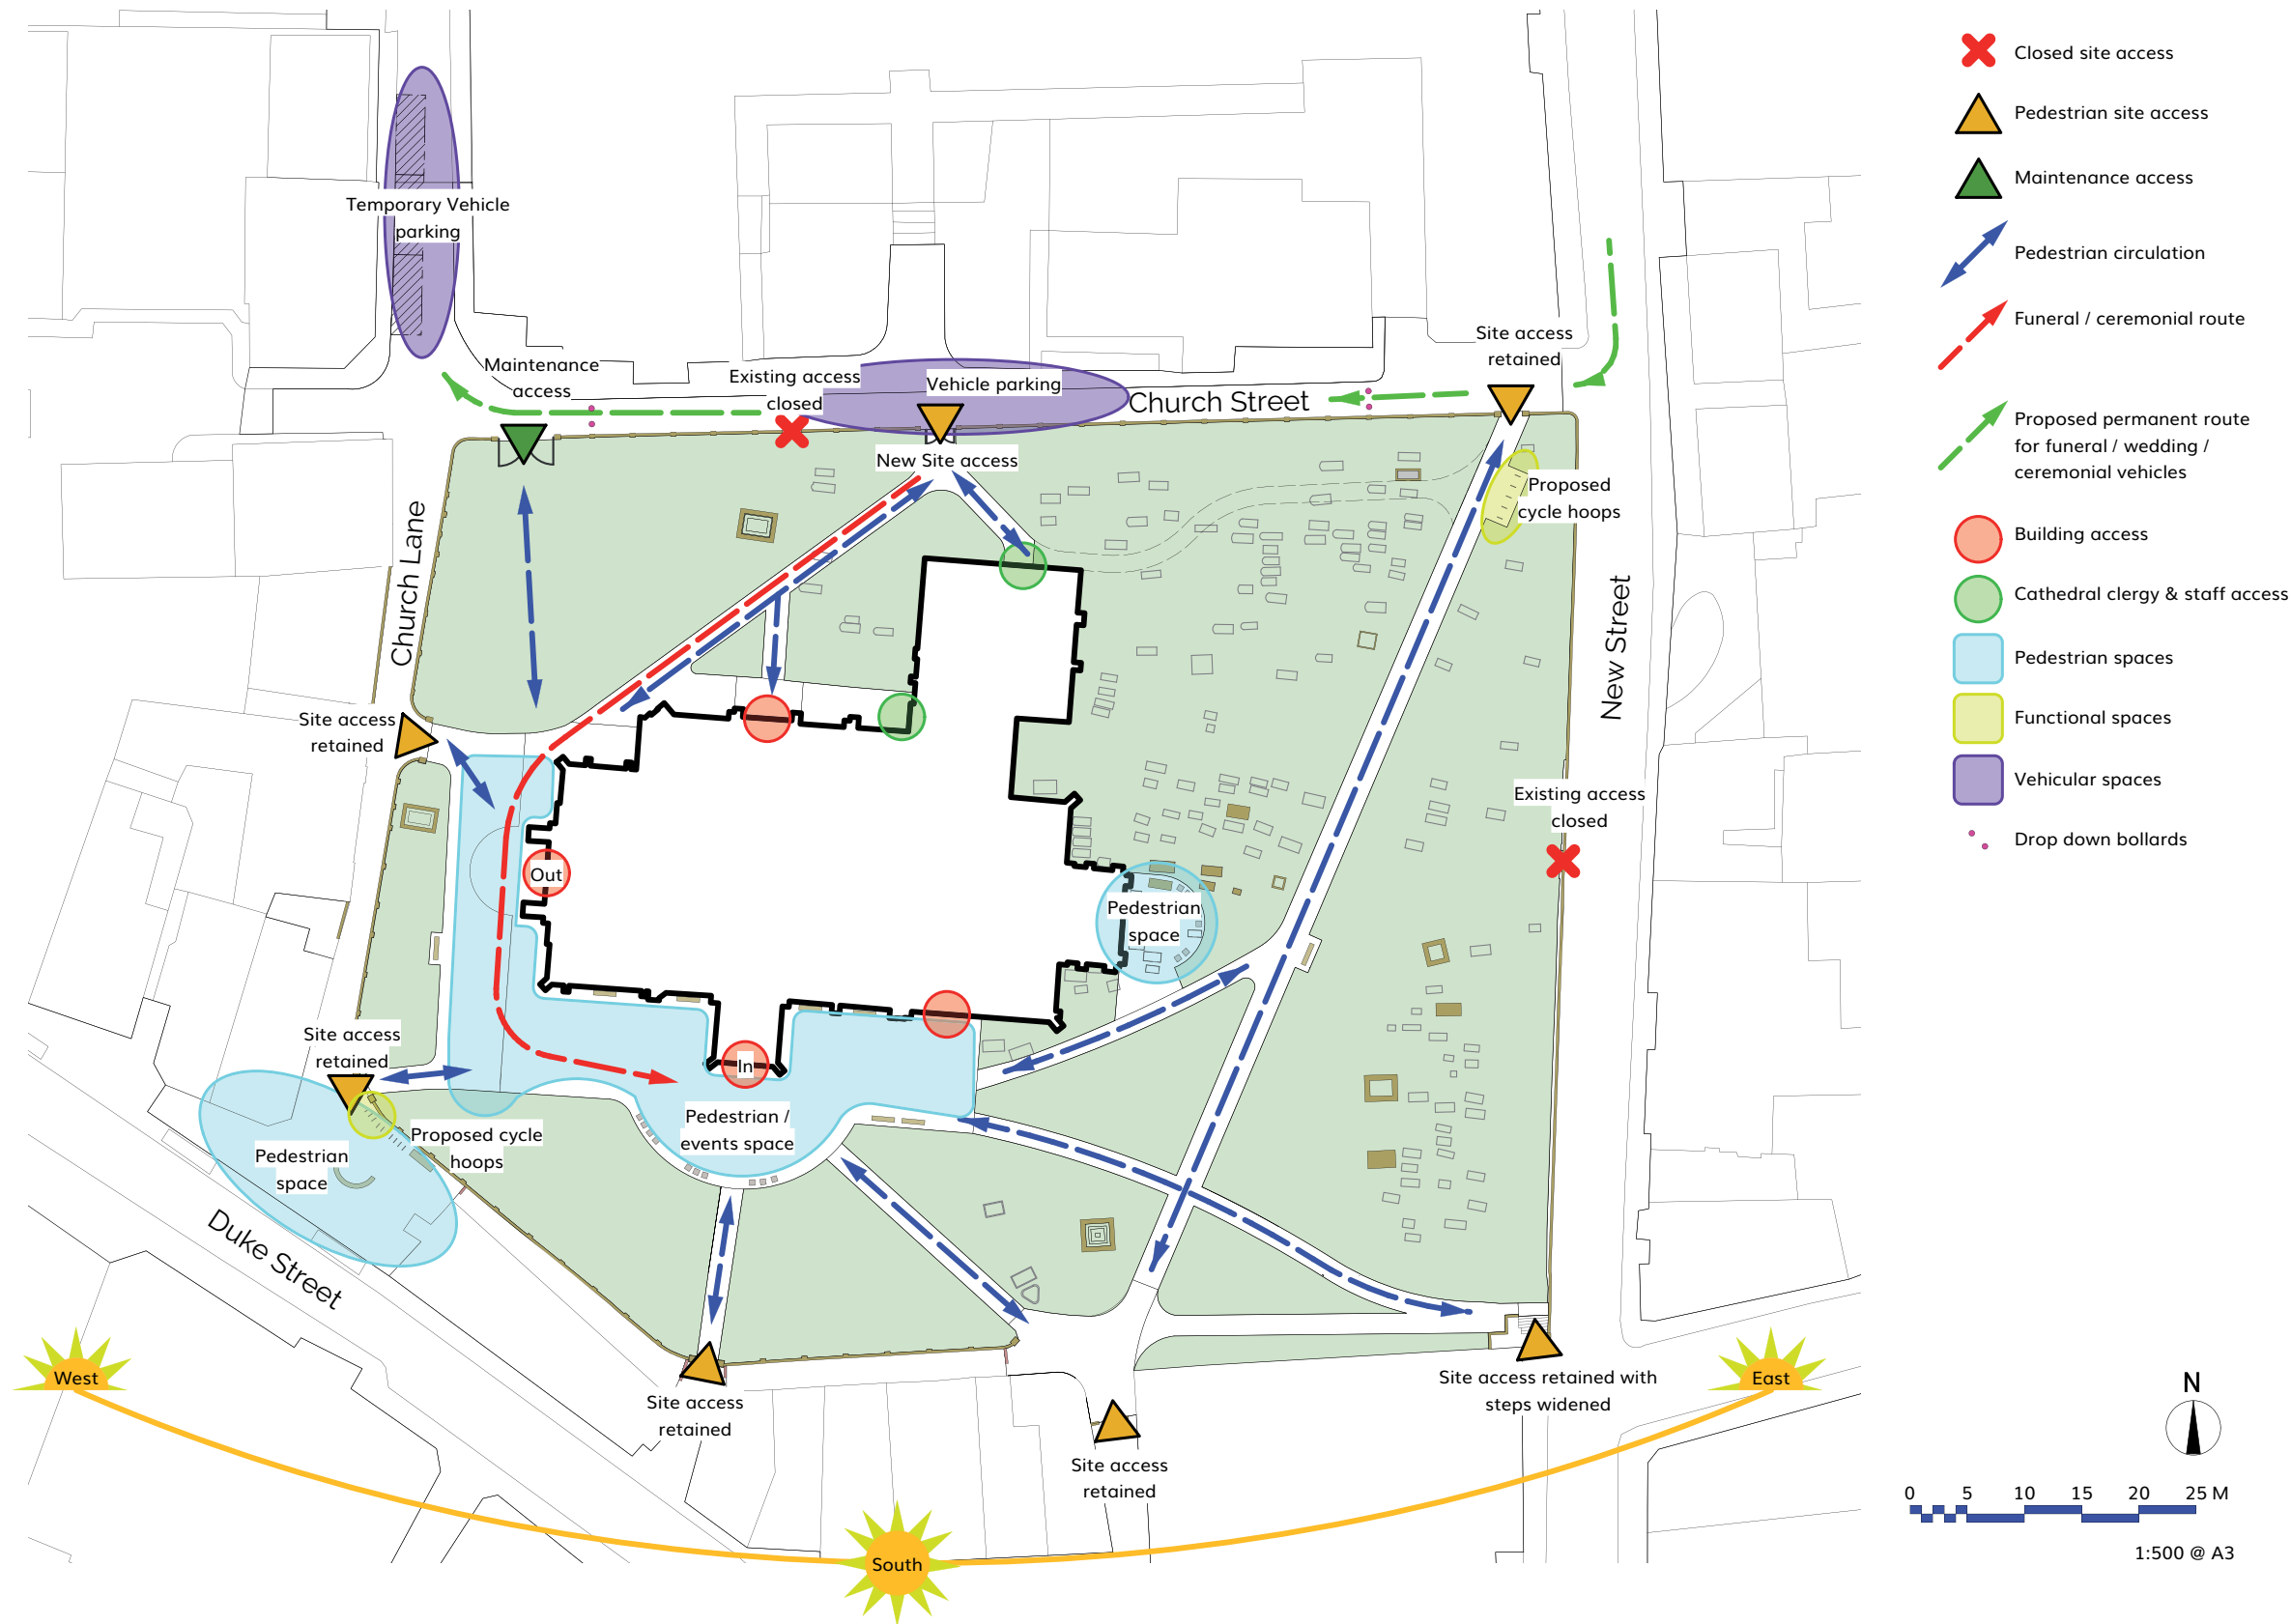 Temporary Vehicle
parking
Maintenance
access
Existing access
closed
Vehicle parking
Church Street
Site access
retained
New Site access
Proposed
cycle hoops
Church Lane
New Street
Site access
retained
Existing access
closed
Out
Pedestrian
space
Site access
retained
In
Pedestrian /
events space
Proposed cycle
hoops
Pedestrian
space
Duke Street
Site access
retained
Site access
retained
Site access retained with
steps widened
West
South
East
Closed site access
Pedestrian site access
Maintenance access
Pedestrian circulation
Funeral / ceremonial route
Proposed permanent route
for funeral / wedding /
ceremonial vehicles
Building access
Cathedral clergy & staff access
Pedestrian spaces
Functional spaces
Vehicular spaces
Drop down bollards
N
0 5 10 15 20 25 M
1:500 @ A3